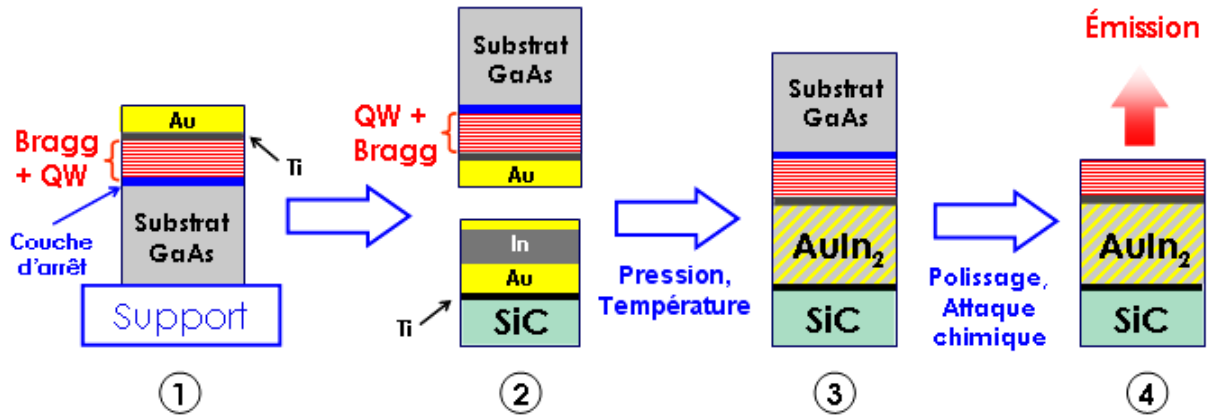 Au
Bragg
+ QW
Ti
Couche
d'arrêt
Substrat
GaAs
Support
1
Substrat
GaAs
QW +
Bragg
Au
In
Au
Ti
SiC
2
Pression,
Température
Substrat
GaAs
AuIn2
SiC
3
Polissage,
Attaque
chimique
Émission
AuIn2
SiC
4